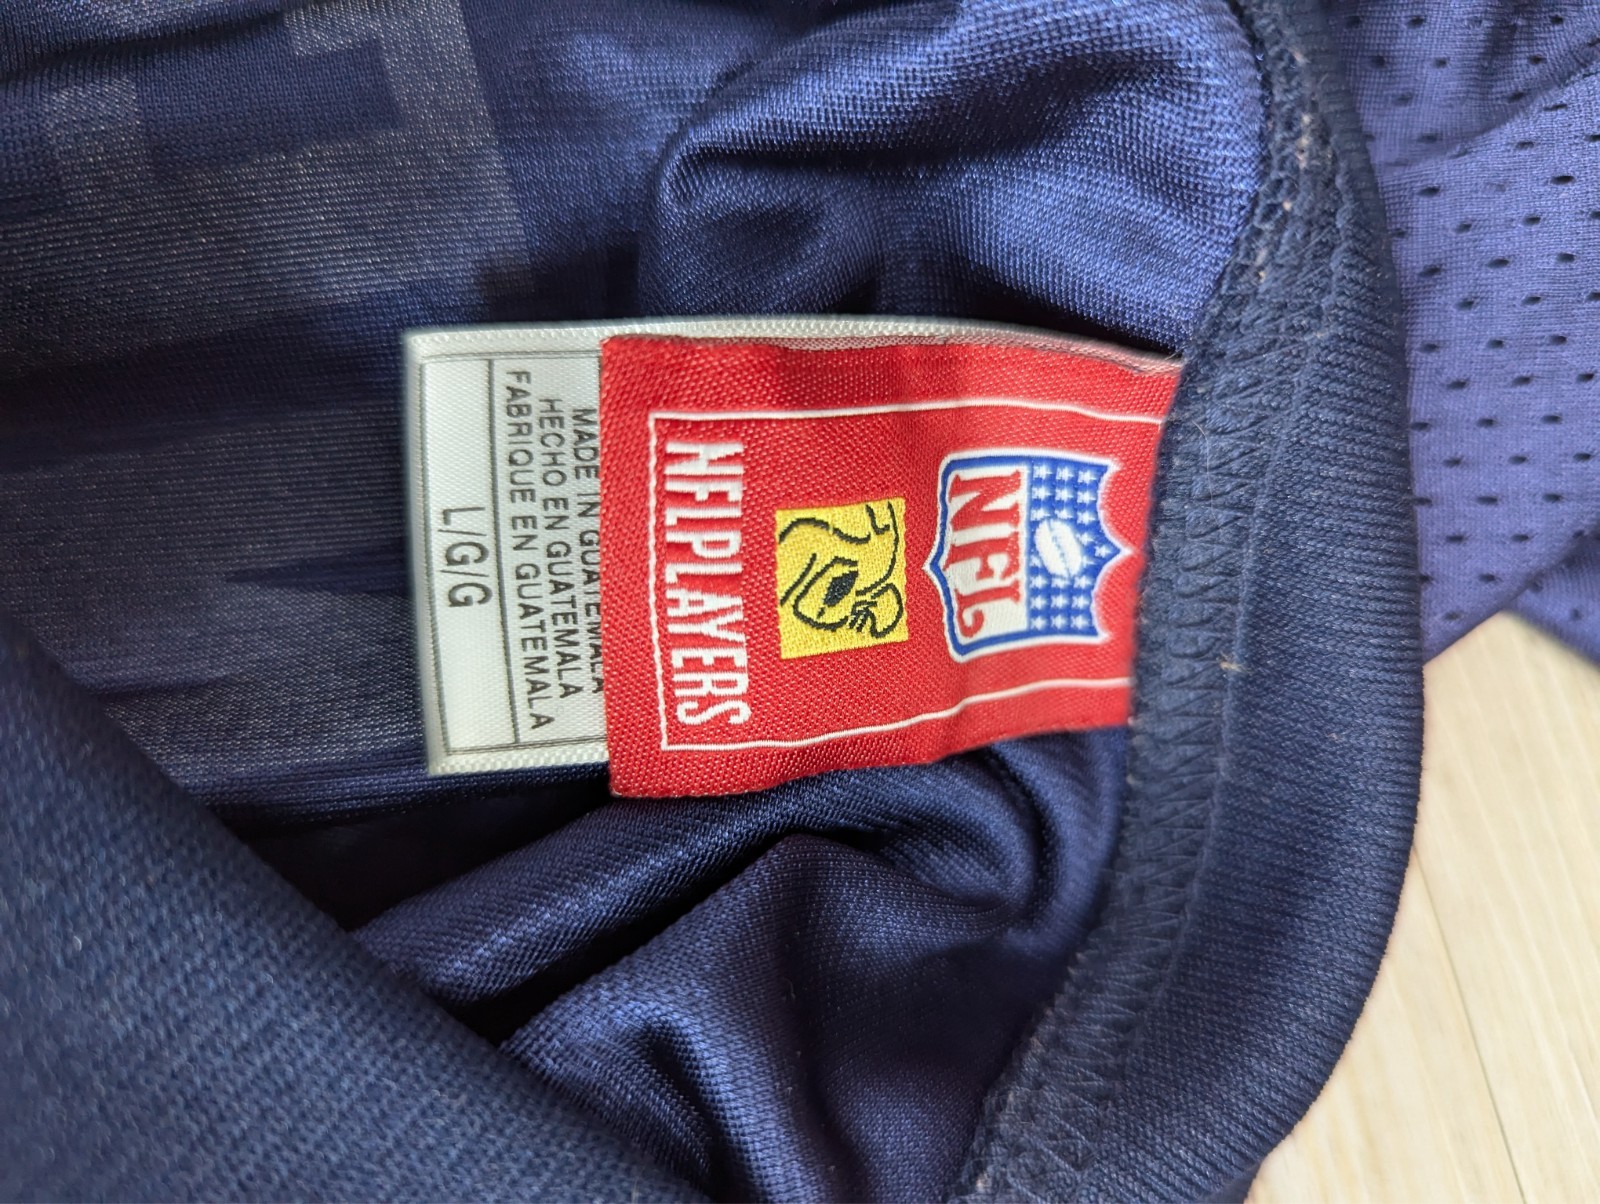 NFL
NFLPLAYERS
MADE IN GUATEMALA
HECHO EN GUATEMALA
FABRIQUE EN GUATEMALA
L/G/G